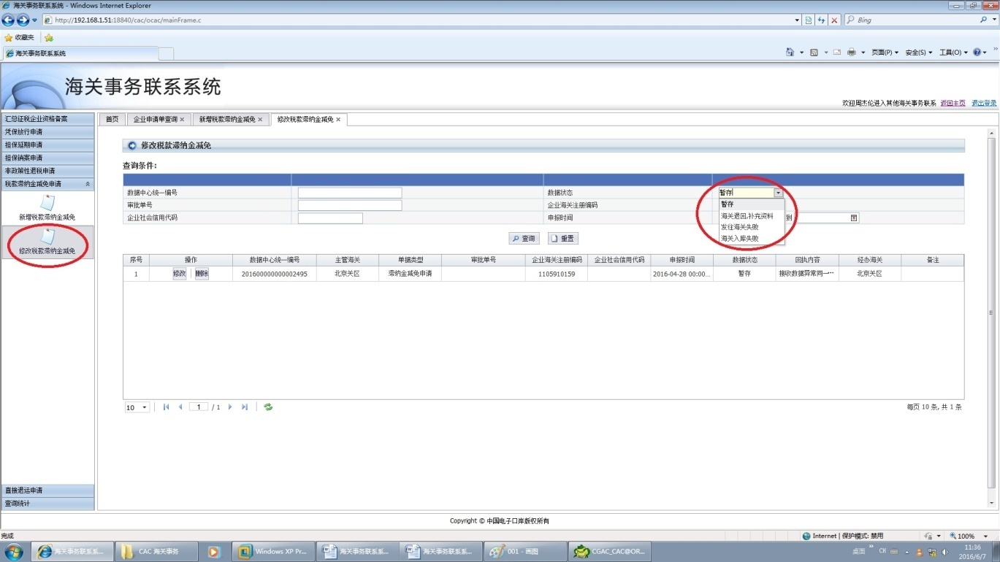 海关事务联系系统 - Windows Internet Explorer
http://192.168.1.51:18840/cac/ocac/mainFrame.c
Bing
收藏夹
海关事务联系系统
页面(P) 安全(S) 工具(O)
海关事务联系系统
欢迎周杰伦进入其他海关事务联系 返回主页 退出登录
汇总征税企业资格备案
凭保放行申请
担保延期申请
担保销案申请
非政策性退税申请
税款滞纳金减免申请
新增税款滞纳金减免
修改税款滞纳金减免
直接退运申请
查询统计
首页 企业申请单查询 新增税款滞纳金减免 修改税款滞纳金减免
修改税款滞纳金减免
查询条件:
数据中心统一编号 数据状态 暂存
审批单号 企业海关注册编码
企业社会信用代码 申报时间 到
暂存
海关退回,补充资料
发往海关失败
海关入库失败
查询 重置
序号 操作 数据中心统一编号 主管海关 单据类型 审批单号 企业海关注册编码 企业社会信用代码 申报时间 数据状态 回执内容 经办海关 备注
1 修改 删除 201600000000002495 北京关区 滞纳金减免申请 1105910159 2016-04-28 00:00... 暂存 接收数据异常同一… 北京关区
10 1 / 1 每页 10 条, 共 1 条
Copyright © 中国电子口岸版权所有
完成 Internet | 保护模式: 禁用 100%
海关事务联系系... CAC 海关事务 Windows XP Pr... 海关事务联系系... 海关事务联系系... 001 - 画图 CGAC_CAC@OR... 桌面 CH 11:36
2016/6/7